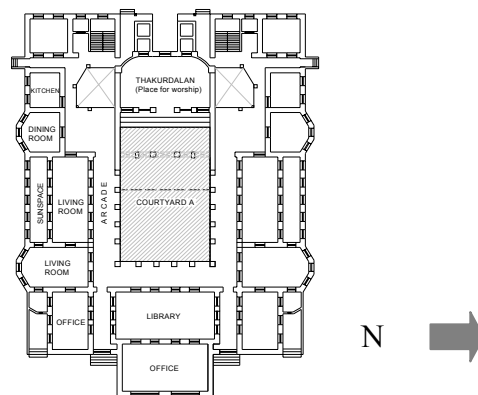 THAKURDALAN
(Place for worship)
KITCHEN
DINING
ROOM
SUNSPACE
LIVING
ROOM
ARCADE
COURTYARD A
LIVING
ROOM
OFFICE
LIBRARY
OFFICE
N